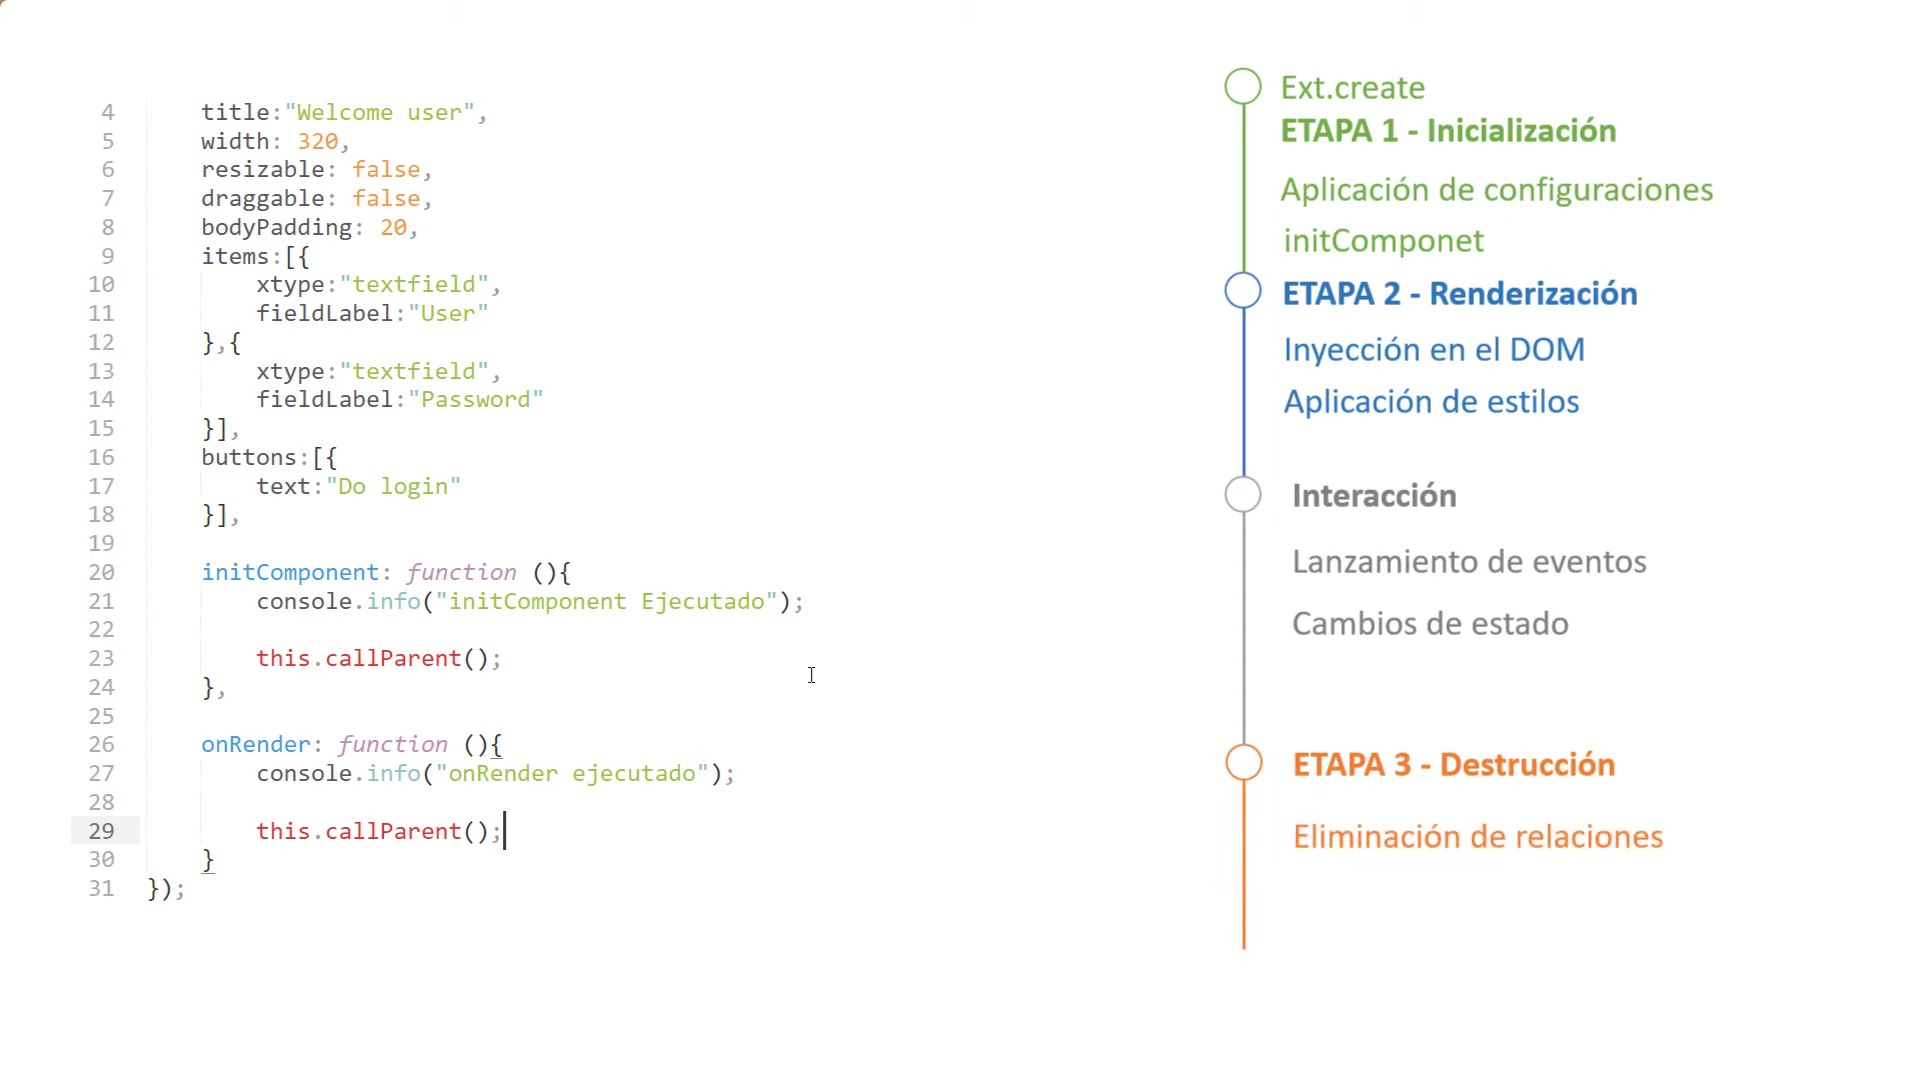 4 title:"Welcome user",
5 width: 320,
6 resizable: false,
7 draggable: false,
8 bodyPadding: 20,
9 items:[{
10 xtype:"textfield",
11 fieldLabel:"User"
12 },{
13 xtype:"textfield",
14 fieldLabel:"Password"
15 }],
16 buttons:[{
17 text:"Do login"
18 }],
19
20 initComponent: function (){
21 console.info("initComponent Ejecutado");
22
23 this.callParent();
24 },
25
26 onRender: function (){
27 console.info("onRender ejecutado");
28
29 this.callParent();
30 }
31 });
Ext.create
ETAPA 1 - Inicialización
Aplicación de configuraciones
initComponet
ETAPA 2 - Renderización
Inyección en el DOM
Aplicación de estilos
Interacción
Lanzamiento de eventos
Cambios de estado
ETAPA 3 - Destrucción
Eliminación de relaciones